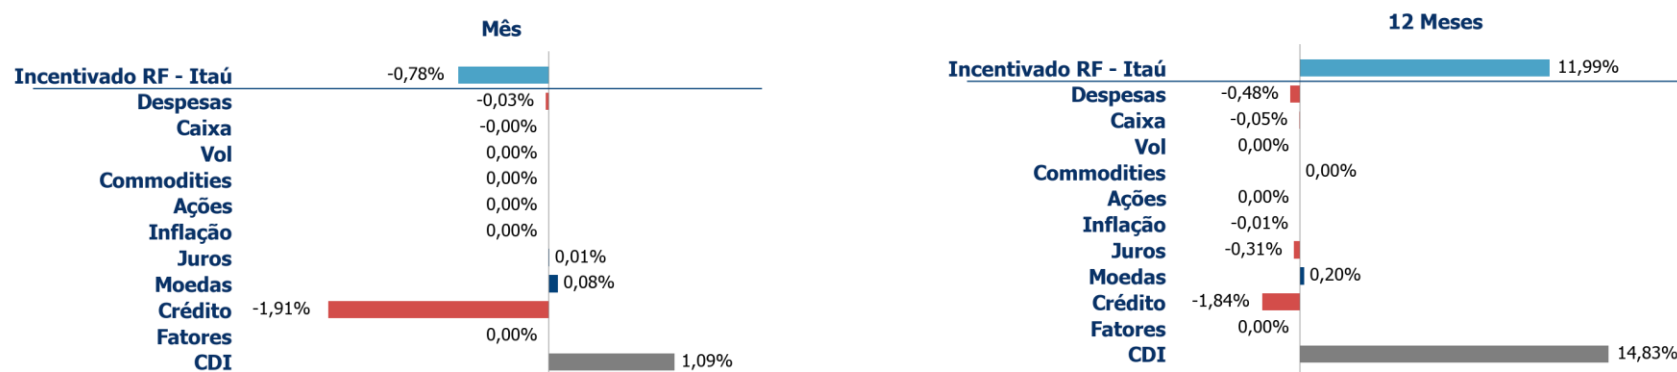 Mês
Incentivado RF - Itaú -0,78%
Despesas -0,03%
Caixa -0,00%
Vol 0,00%
Commodities 0,00%
Ações 0,00%
Inflação 0,00%
Juros 0,01%
Moedas 0,08%
Crédito -1,91%
Fatores 0,00%
CDI 1,09%
12 Meses
Incentivado RF - Itaú 11,99%
Despesas -0,48%
Caixa -0,05%
Vol 0,00%
Commodities 0,00%
Ações 0,00%
Inflação -0,01%
Juros -0,31%
Moedas 0,20%
Crédito -1,84%
Fatores 0,00%
CDI 14,83%